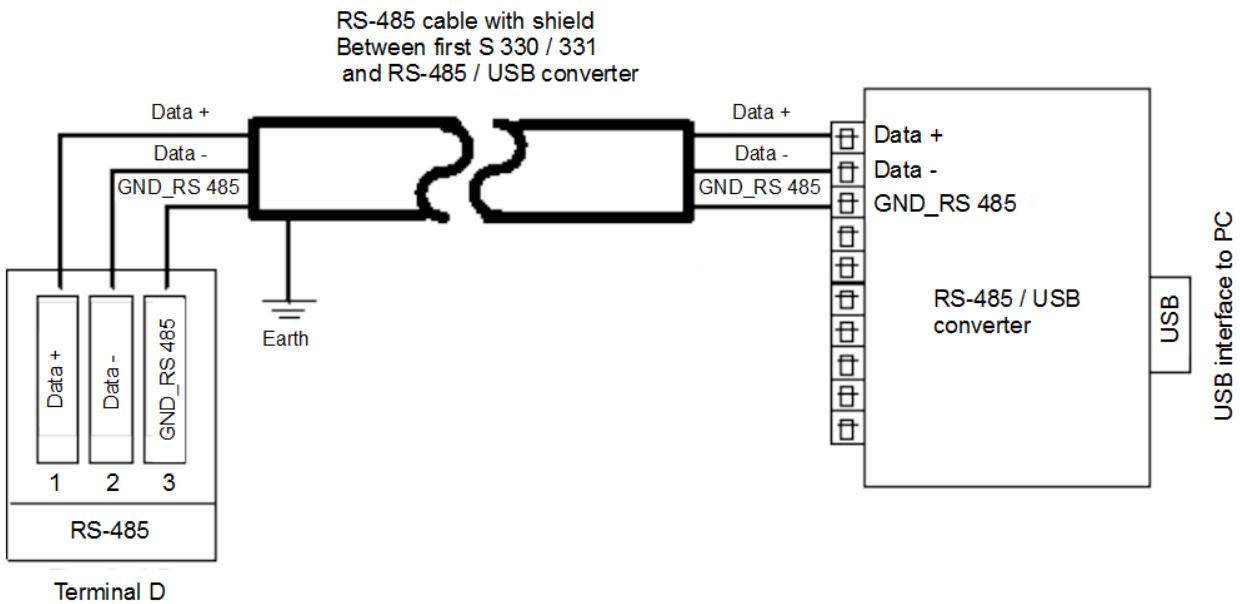 RS-485 cable with shield
Between first S 330 / 331
and RS-485 / USB converter
Data +
Data -
GND_RS 485
Data +
Data -
GND_RS 485
Data +
Data -
GND_RS 485
RS-485 / USB
converter
USB
USB interface to PC
Earth
Data +
Data -
GND_RS 485
1 2 3
RS-485
Terminal D